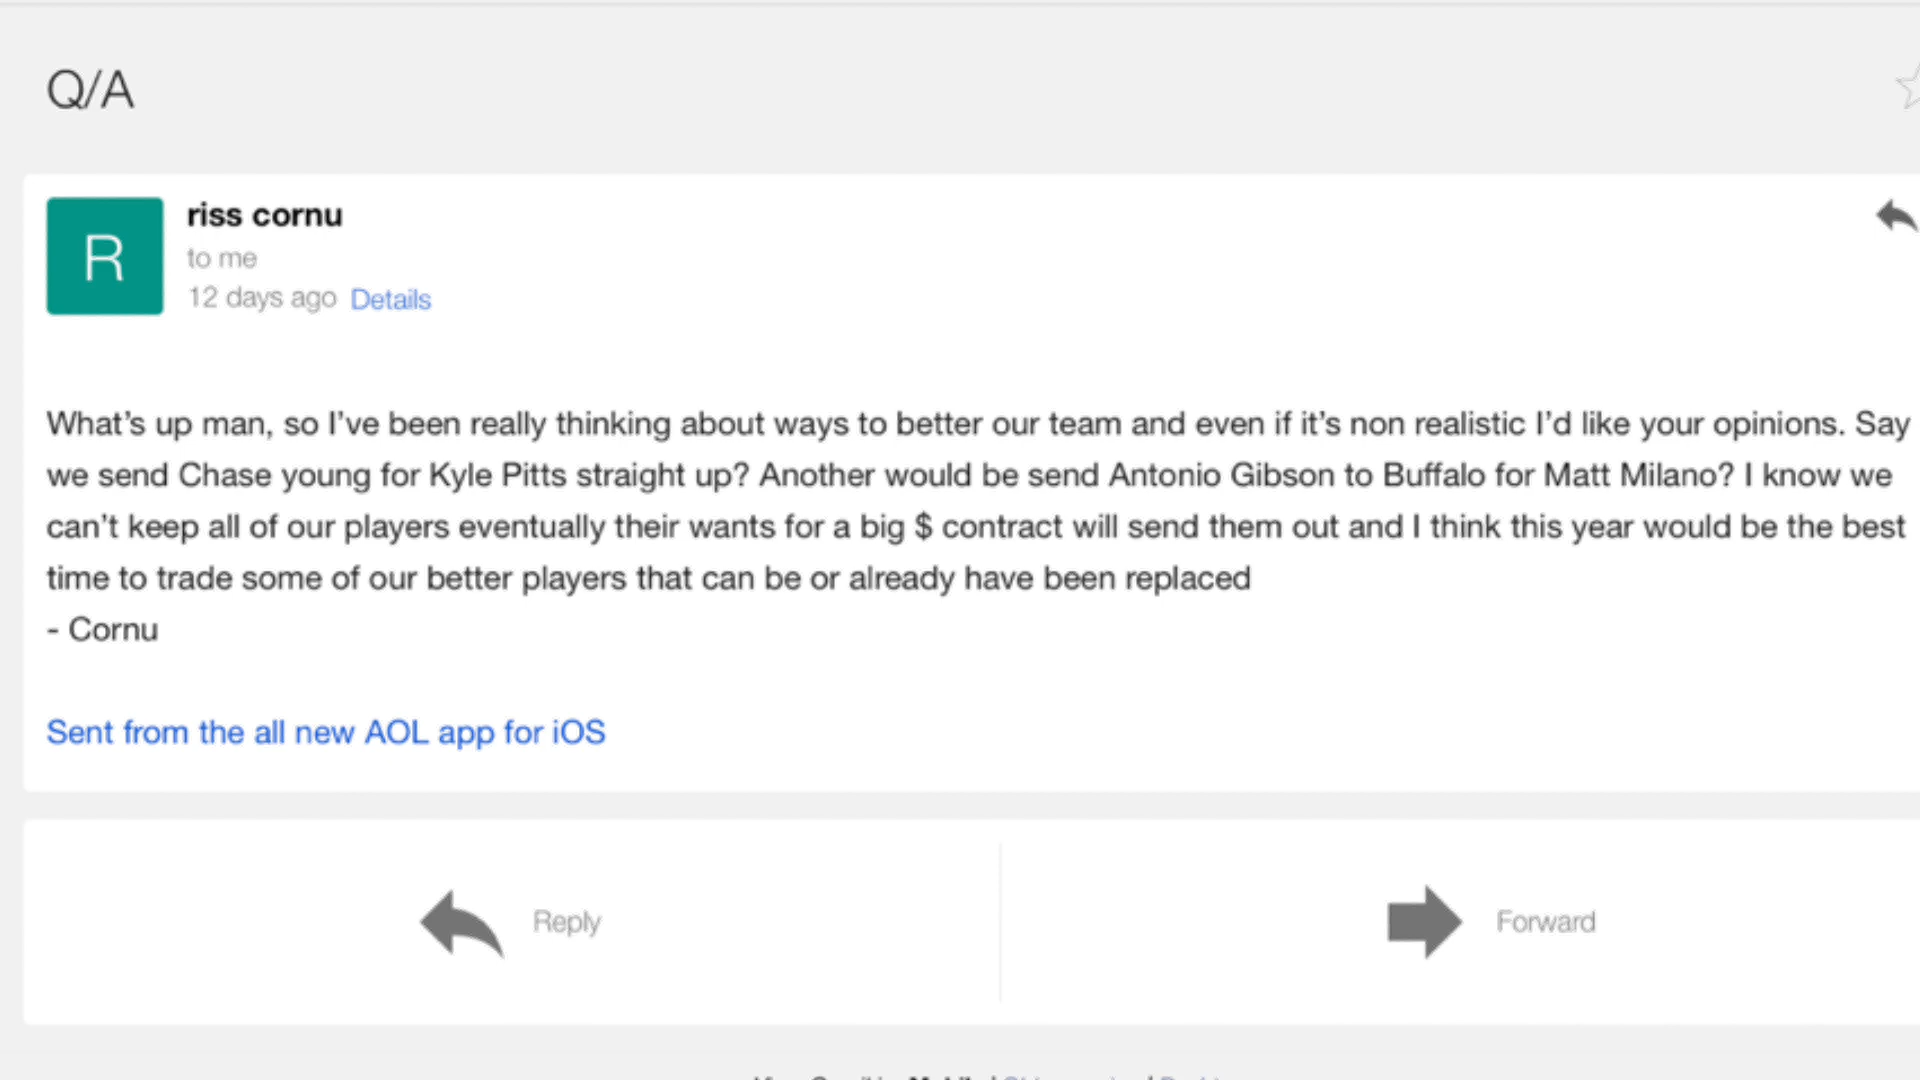 Q/A
R
riss cornu
to me
12 days ago Details
What's up man, so I've been really thinking about ways to better our team and even if it's non realistic I'd like your opinions. Say
we send Chase young for Kyle Pitts straight up? Another would be send Antonio Gibson to Buffalo for Matt Milano? I know we
can't keep all of our players eventually their wants for a big $ contract will send them out and I think this year would be the best
time to trade some of our better players that can be or already have been replaced
- Cornu
Sent from the all new AOL app for iOS
Reply
Forward